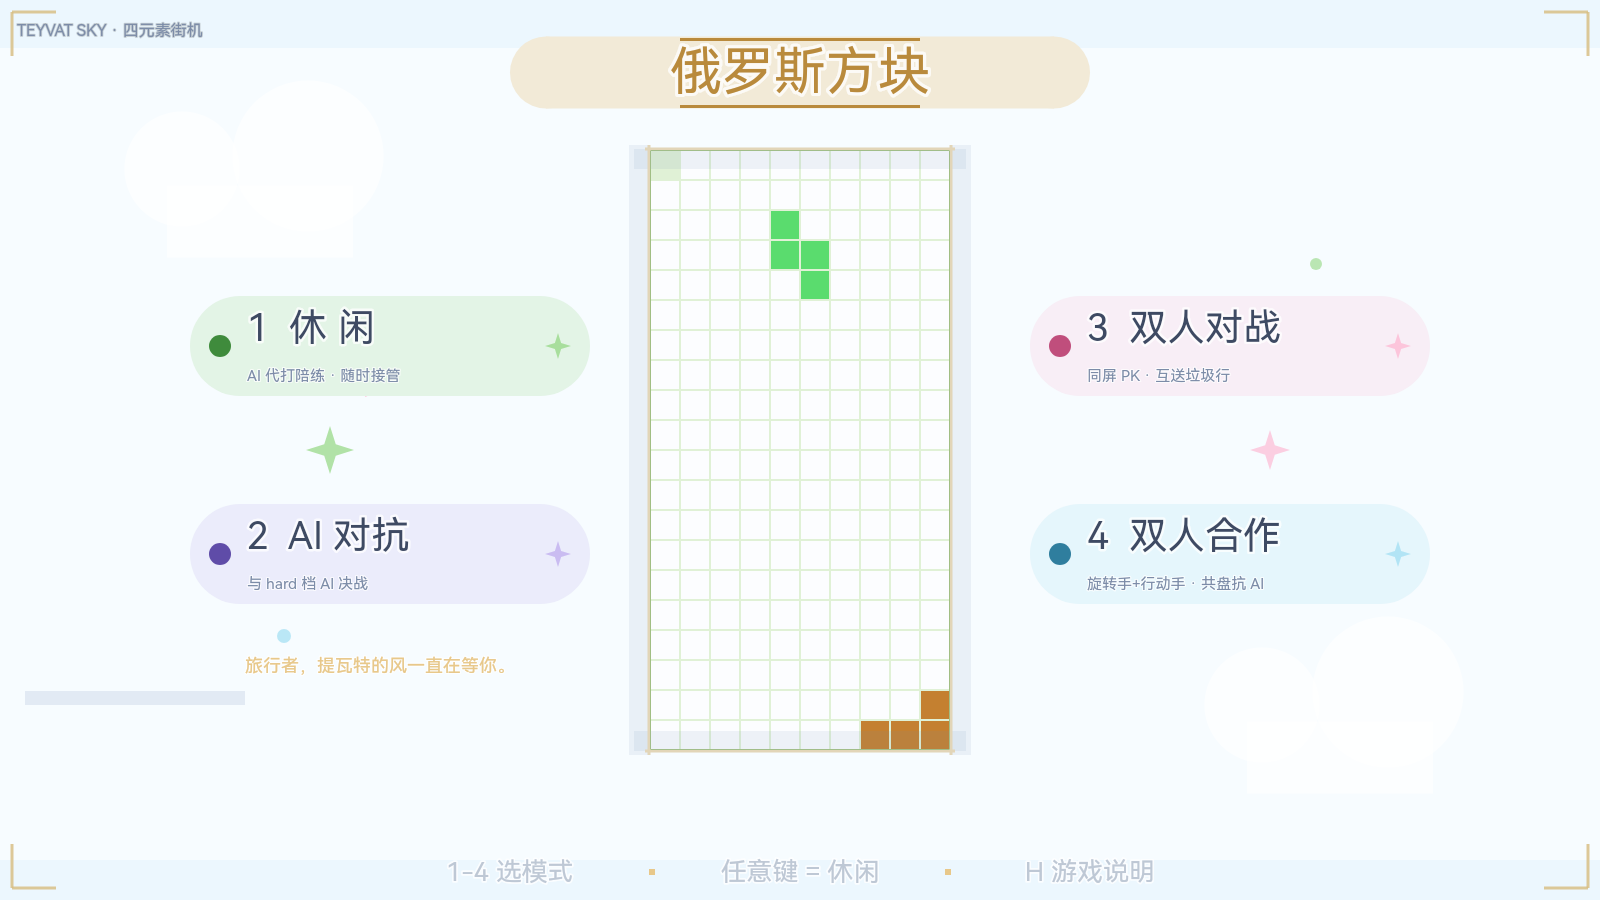 TEYVAT SKY · 四元素街机
俄罗斯方块
1 休 闲
AI 代打陪练 · 随时接管
2 AI 对抗
与 hard 档 AI 决战
旅行者，提瓦特的风一直在等你。
3 双人对战
同屏 PK · 互送垃圾行
4 双人合作
旋转手+行动手 · 共盘抗 AI
1-4 选模式 · 任意键 = 休闲 · H 游戏说明